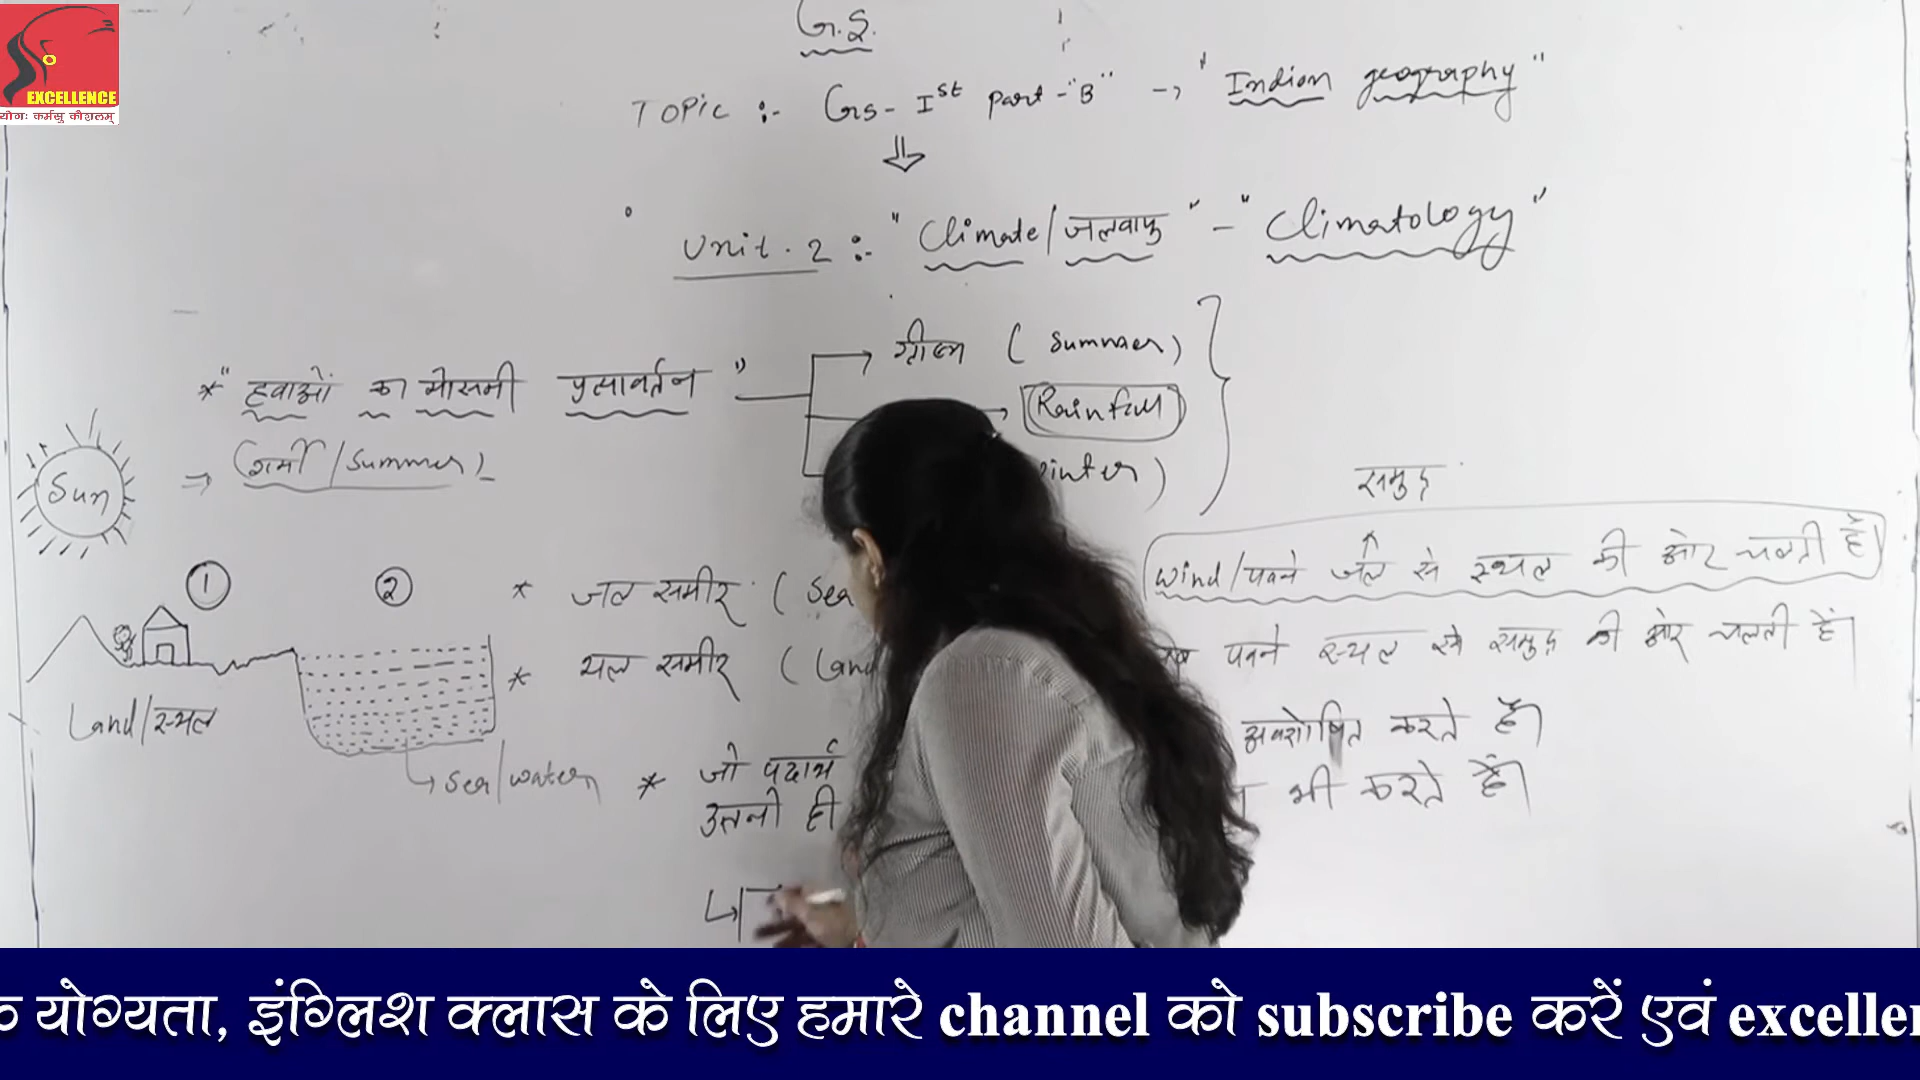 EXCELLENCE
योगः कर्मसु कौशलम्
G.S.
TOPIC :- GS- Ist part-"B" → "Indian geography"
Unit-2 :- "Climate/जलवायु" - "Climatology"
* "हवाओं का मौसमी प्रत्यावर्तन"
ग्रीष्म (Summer)
Rainfall
inter)
Sun
⇒ (गर्मी/Summer)
समुद्र
1
2
* जल समीर (Sea
wind/पवने जल से स्थल की ओर चलती है
* थल समीर (Land
पवने स्थल से समुद्र की ओर चलती हैं।
Land/स्थल
Sea/water
* जो पदार्थ
अवशोषित करते हैं।
उतनी ही
भी करते हैं।
योग्यता, इंग्लिश क्लास के लिए हमारे channel को subscribe करें एवं excellen